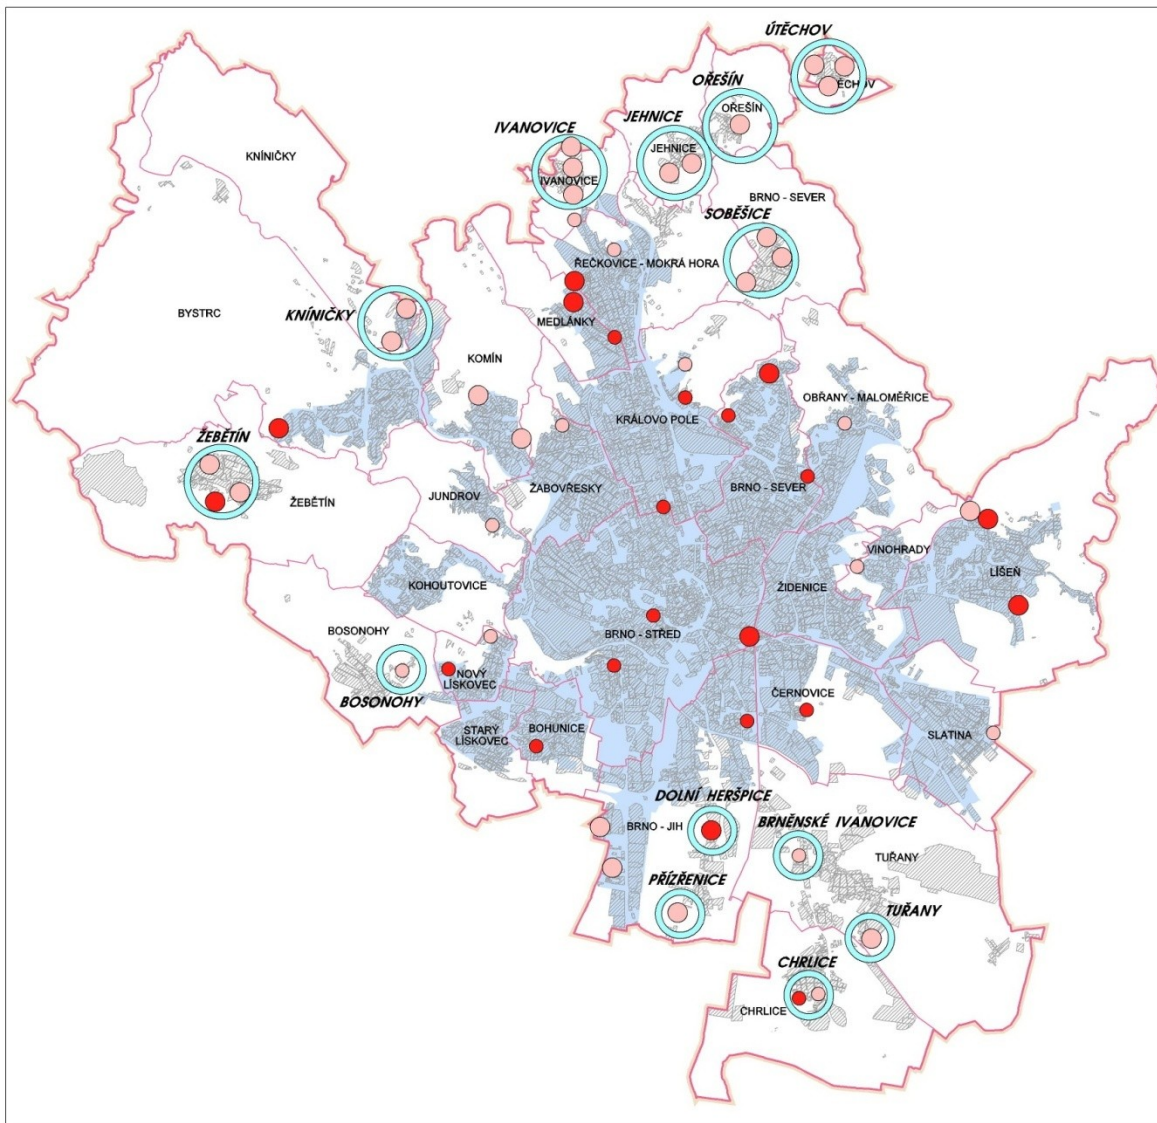 ÚTĚCHOV
OŘEŠÍN
ĚCHOV
OŘEŠÍN
JEHNICE
IVANOVICE
JEHNICE
KNÍNIČKY
IVANOVICE
BRNO - SEVER
SOBĚŠICE
ŘEČKOVICE - MOKRÁ HORA
BYSTRC
KNÍNIČKY
MEDLÁNKY
KOMÍN
OBŘANY - MALOMĚŘICE
KRÁLOVO POLE
ŽEBĚTÍN
BRNO - SEVER
ŽABOVŘESKY
JUNDROV
ŽEBĚTÍN
VINOHRADY
LÍŠEŇ
ŽIDENICE
KOHOUTOVICE
BOSONOHY
BRNO - STŘED
NOVÝ
LÍSKOVEC
ČERNOVICE
BOSONOHY
STARÝ
LÍSKOVEC
BOHUNICE
SLATINA
DOLNÍ HERŠPICE
BRNO - JIH
BRNĚNSKÉ IVANOVICE
TUŘANY
PŘÍZŘENICE
TUŘANY
CHRLICE
CHRLICE